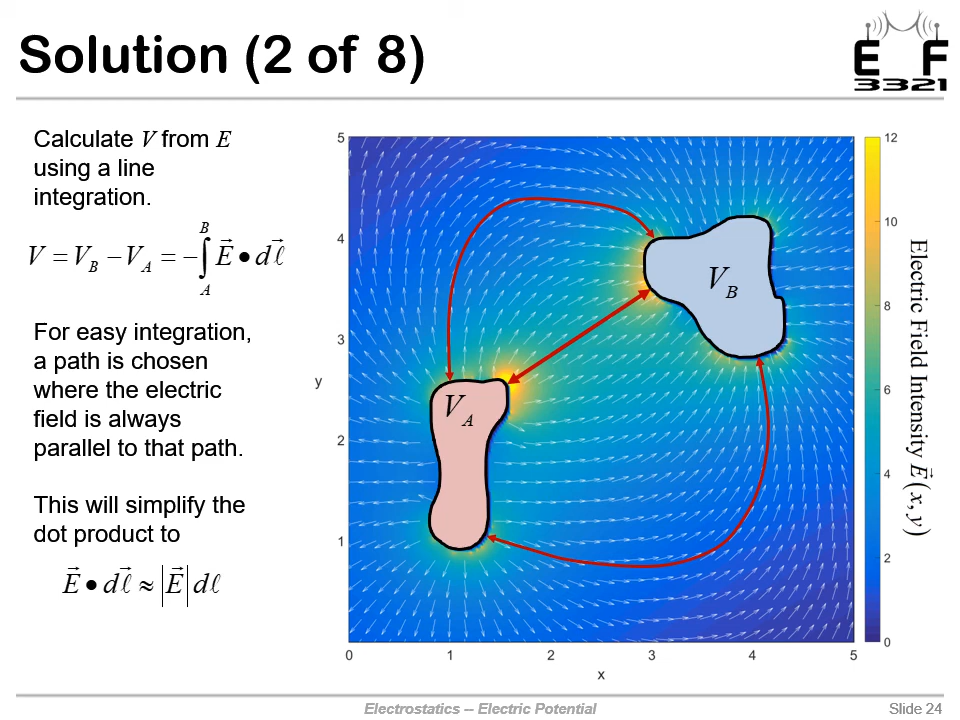 Solution (2 of 8)
E F
3321
Calculate V from E
using a line
integration.
V = V_B − V_A = −∫_A^B E⃗ • dℓ⃗
For easy integration,
a path is chosen
where the electric
field is always
parallel to that path.
This will simplify the
dot product to
E⃗ • dℓ⃗ ≈ |E⃗| dℓ
5
4
3
2
1
y
0 1 2 3 4 5
x
V_A
V_B
12
10
8
6
4
2
0
Electric Field Intensity E⃗(x, y)
Electrostatics -- Electric Potential
Slide 24